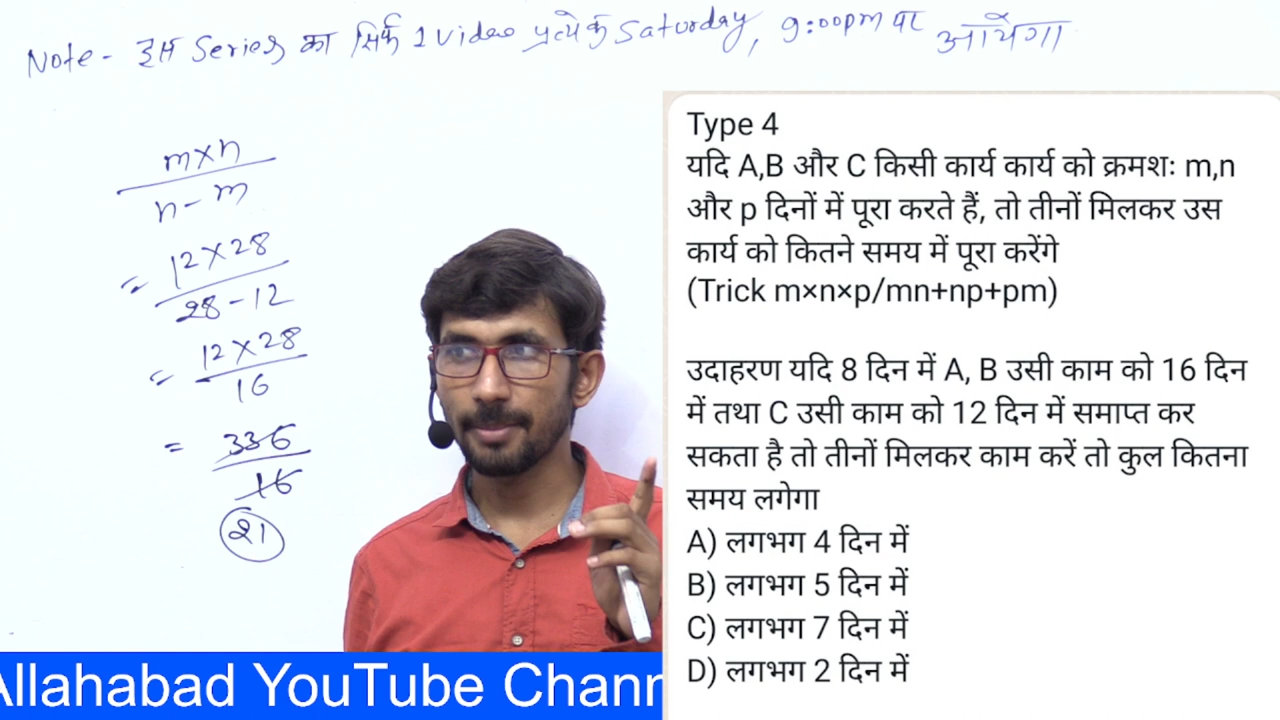 Note - इस Series का सिर्फ 1 Video प्रत्येक Saturday, 9:00pm पर आयेगा
m×n
n-m
= 12×28
28-12
= 12×28
16
= 336
16
21
Type 4
यदि A,B और C किसी कार्य कार्य को क्रमशः m,n
और p दिनों में पूरा करते हैं, तो तीनों मिलकर उस
कार्य को कितने समय में पूरा करेंगे
(Trick m×n×p/mn+np+pm)
उदाहरण यदि 8 दिन में A, B उसी काम को 16 दिन
में तथा C उसी काम को 12 दिन में समाप्त कर
सकता है तो तीनों मिलकर काम करें तो कुल कितना
समय लगेगा
A) लगभग 4 दिन में
B) लगभग 5 दिन में
C) लगभग 7 दिन में
D) लगभग 2 दिन में
Allahabad YouTube Chann